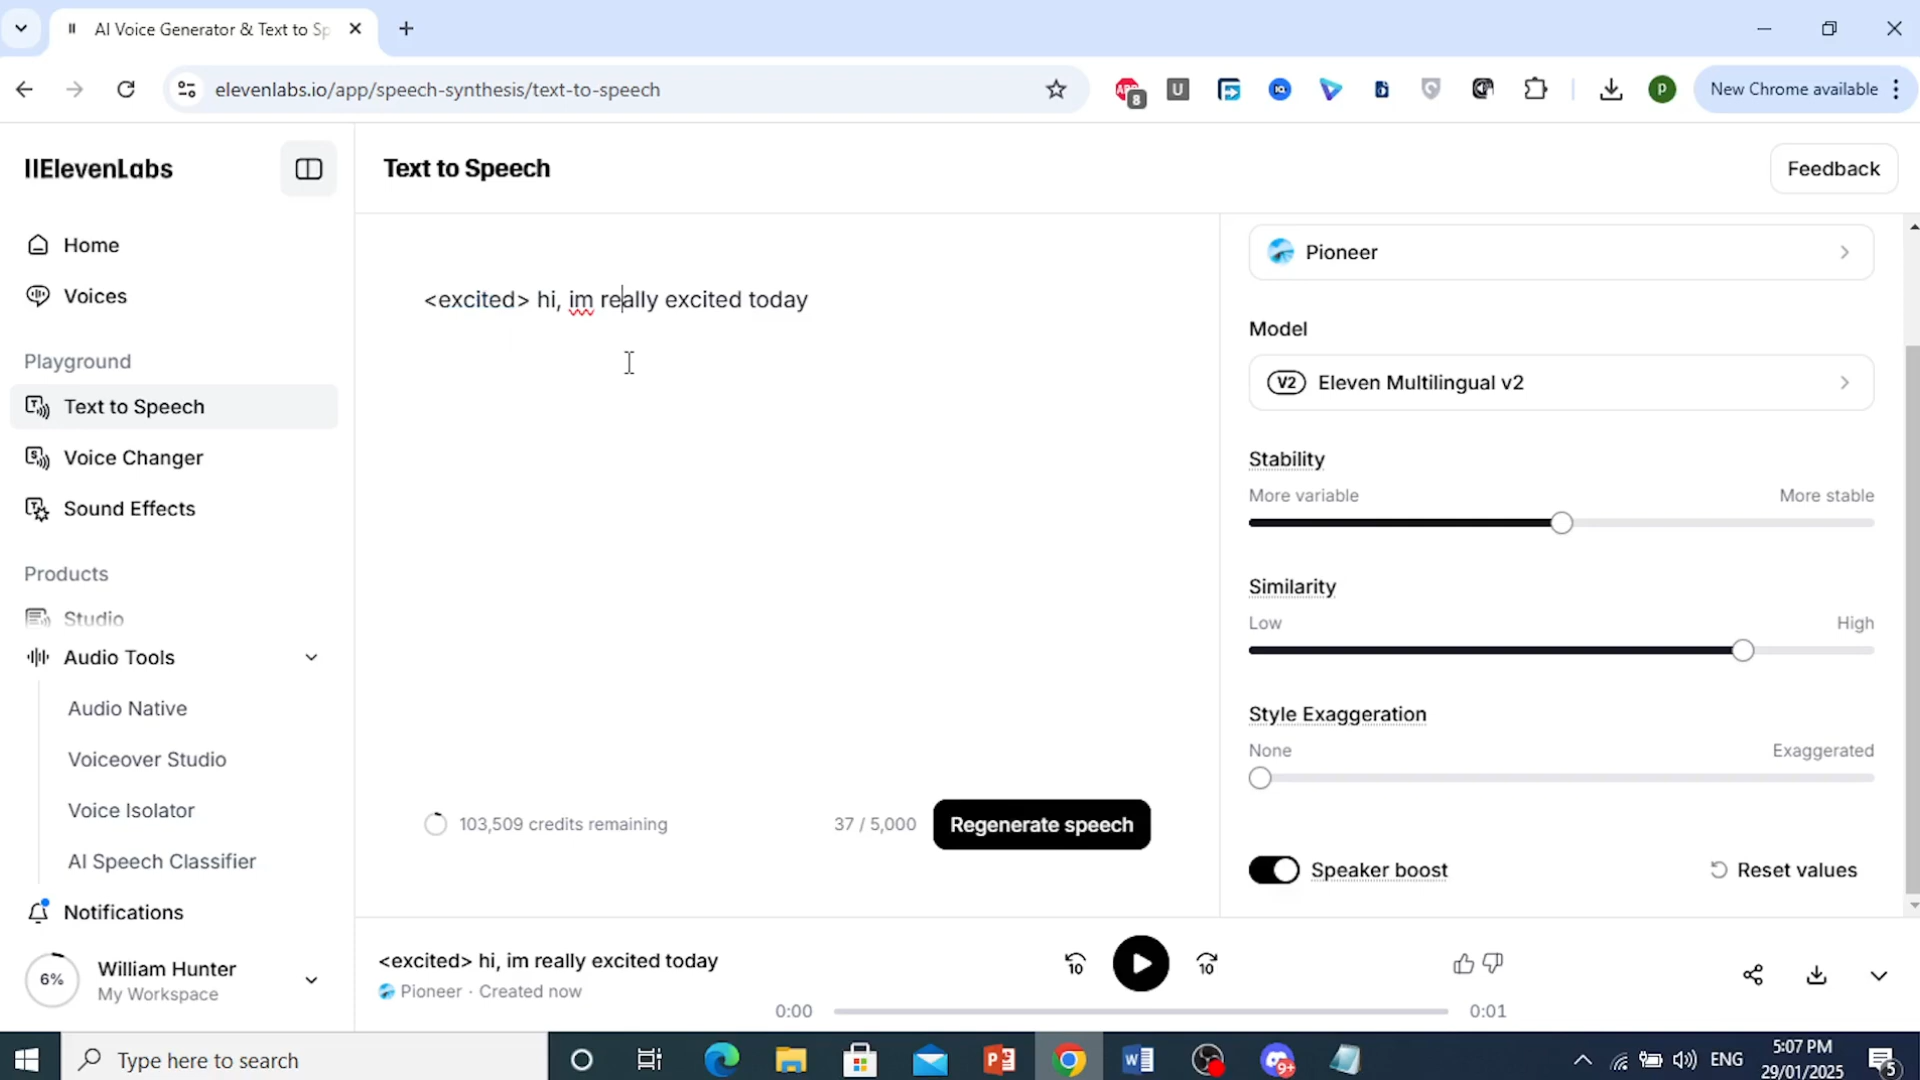 AI Voice Generator & Text to Sp
elevenlabs.io/app/speech-synthesis/text-to-speech
8
U
IQ
P
New Chrome available
IIElevenLabs
Text to Speech
Feedback
Home
Voices
Playground
Text to Speech
Voice Changer
Sound Effects
Products
Studio
Audio Tools
Audio Native
Voiceover Studio
Voice Isolator
AI Speech Classifier
Notifications
6%
William Hunter
My Workspace
<excited> hi, im really excited today
103,509 credits remaining
37 / 5,000
Regenerate speech
Pioneer
Model
V2 Eleven Multilingual v2
Stability
More variable More stable
Similarity
Low High
Style Exaggeration
None Exaggerated
Speaker boost
Reset values
<excited> hi, im really excited today
Pioneer · Created now
10
10
0:00
0:01
Type here to search
9+
ENG
5:07 PM
29/01/2025
5